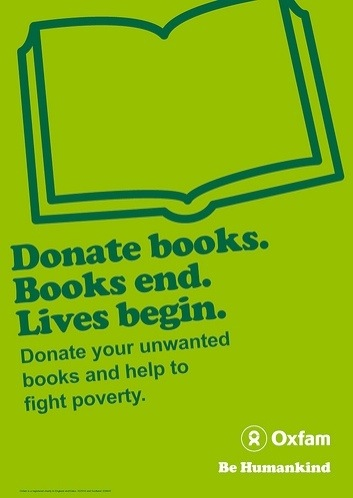 Donate books.
Books end.
Lives begin.
Donate your unwanted
books and help to
fight poverty.
Oxfam
Be Humankind